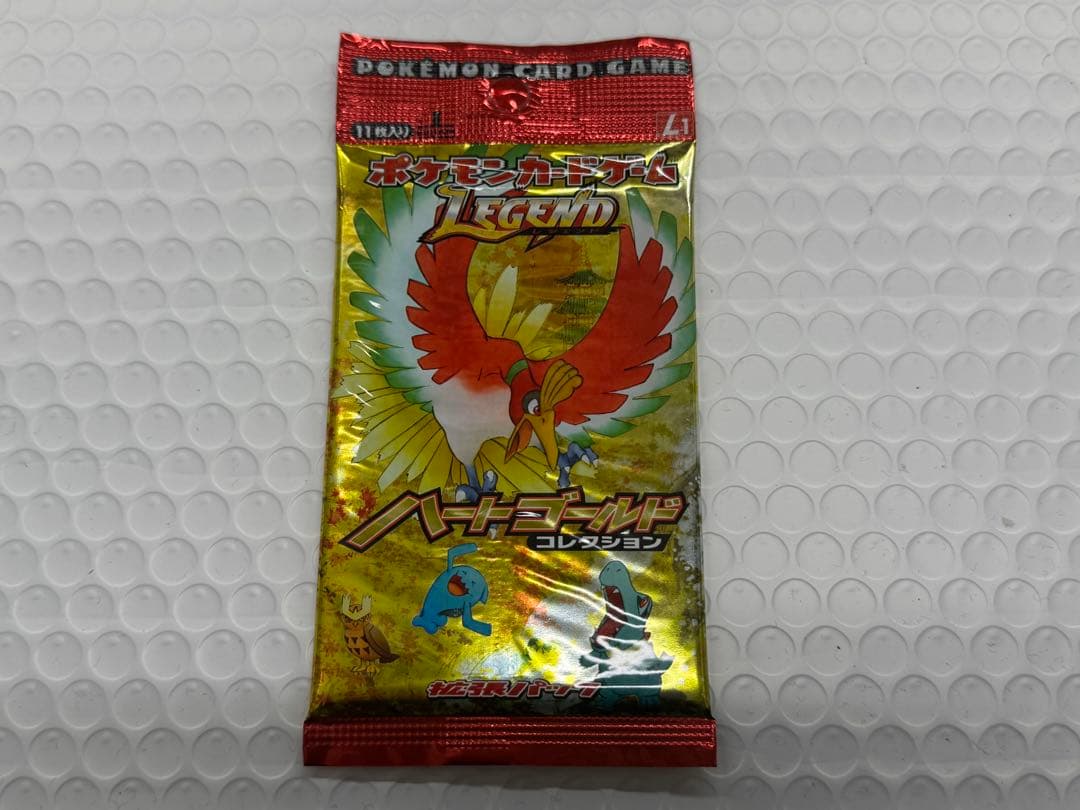 POKÉMON CARD GAME
11枚入り
L1
ポケモンカードゲーム
LEGEND
ハートゴールド
コレクション
拡張パック